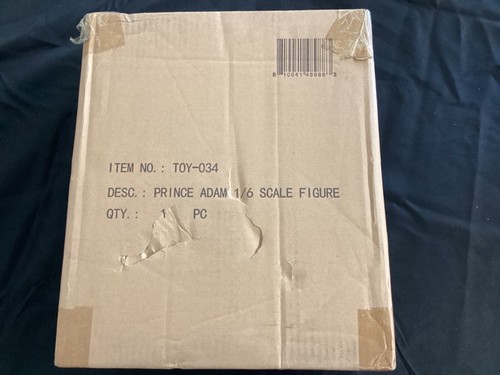 ITEM NO.: TOY-034
DESC.: PRINCE ADAM 1/6 SCALE FIGURE
QTY.: 1 PC